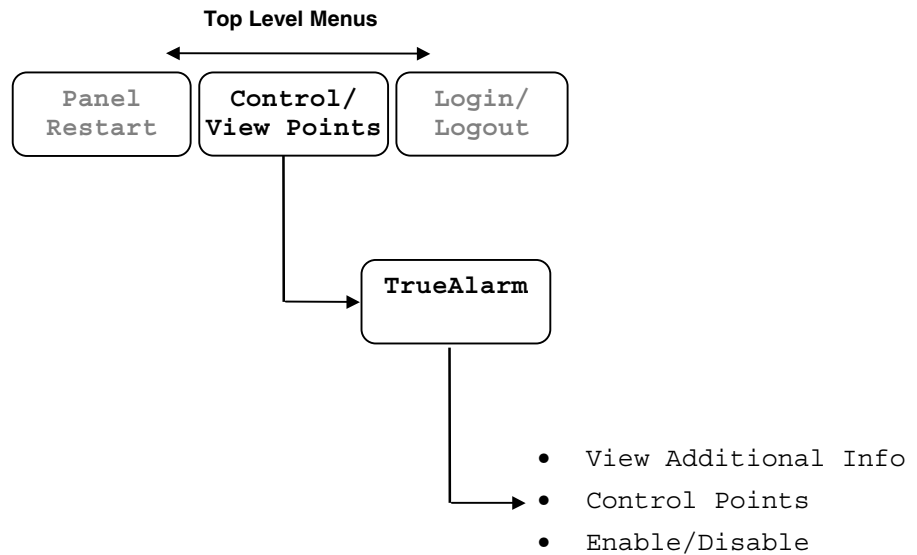 Top Level Menus
Panel
Restart
Control/
View Points
Login/
Logout
TrueAlarm
• View Additional Info
• Control Points
• Enable/Disable